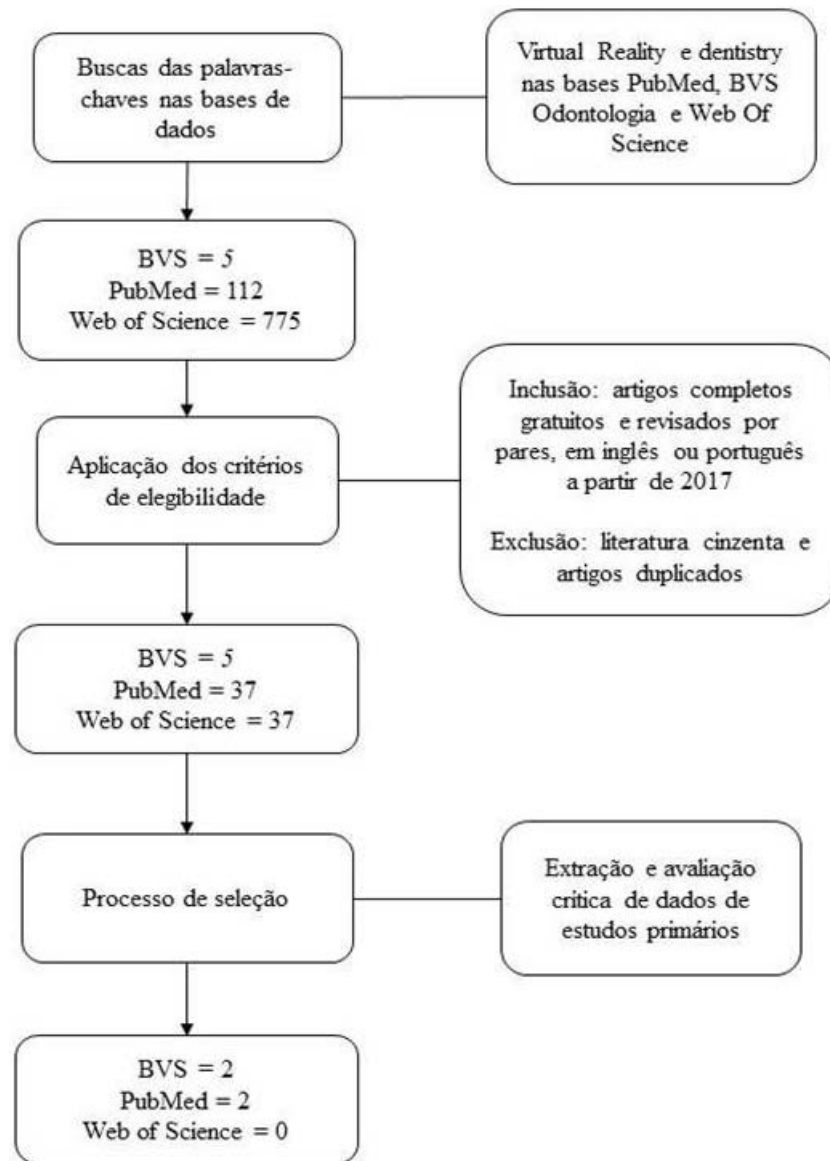 Buscas das palavras-
chaves nas bases de
dados
Virtual Reality e dentistry
nas bases PubMed, BVS
Odontologia e Web Of
Science
BVS = 5
PubMed = 112
Web of Science = 775
Aplicação dos critérios
de elegibilidade
Inclusão: artigos completos
gratuitos e revisados por
pares, em inglês ou português
a partir de 2017
Exclusão: literatura cinzenta e
artigos duplicados
BVS = 5
PubMed = 37
Web of Science = 37
Processo de seleção
Extração e avaliação
critica de dados de
estudos primários
BVS = 2
PubMed = 2
Web of Science = 0